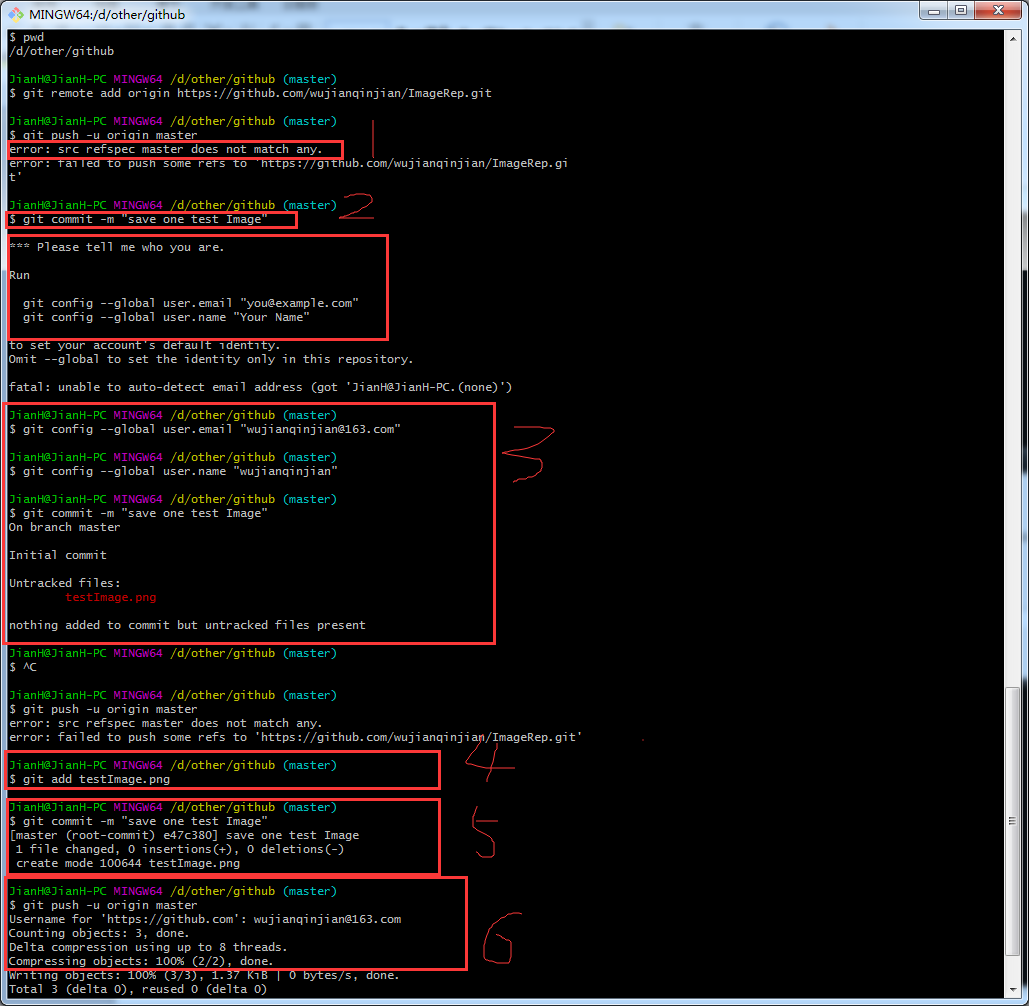 MINGW64:/d/other/github
$ pwd
/d/other/github
JianH@JianH-PC MINGW64 /d/other/github (master)
$ git remote add origin https://github.com/wujianqinjian/ImageRep.git
JianH@JianH-PC MINGW64 /d/other/github (master)
$ git push -u origin master
1
error: src refspec master does not match any.
error: failed to push some refs to 'https://github.com/wujianqinjian/ImageRep.gi
t'
JianH@JianH-PC MINGW64 /d/other/github (master)
2
$ git commit -m "save one test Image"
*** Please tell me who you are.
Run
git config --global user.email "you@example.com"
git config --global user.name "Your Name"
to set your account's default identity.
Omit --global to set the identity only in this repository.
fatal: unable to auto-detect email address (got 'JianH@JianH-PC.(none)')
JianH@JianH-PC MINGW64 /d/other/github (master)
$ git config --global user.email "wujianqinjian@163.com"
3
JianH@JianH-PC MINGW64 /d/other/github (master)
$ git config --global user.name "wujianqinjian"
JianH@JianH-PC MINGW64 /d/other/github (master)
$ git commit -m "save one test Image"
On branch master
Initial commit
Untracked files:
testImage.png
nothing added to commit but untracked files present
JianH@JianH-PC MINGW64 /d/other/github (master)
$ ^C
JianH@JianH-PC MINGW64 /d/other/github (master)
$ git push -u origin master
error: src refspec master does not match any.
error: failed to push some refs to 'https://github.com/wujianqinjian/ImageRep.git'
JianH@JianH-PC MINGW64 /d/other/github (master)
4
$ git add testImage.png
JianH@JianH-PC MINGW64 /d/other/github (master)
$ git commit -m "save one test Image"
5
[master (root-commit) e47c380] save one test Image
1 file changed, 0 insertions(+), 0 deletions(-)
create mode 100644 testImage.png
JianH@JianH-PC MINGW64 /d/other/github (master)
$ git push -u origin master
Username for 'https://github.com': wujianqinjian@163.com
Counting objects: 3, done.
6
Delta compression using up to 8 threads.
Compressing objects: 100% (2/2), done.
Writing objects: 100% (3/3), 1.37 KiB | 0 bytes/s, done.
Total 3 (delta 0), reused 0 (delta 0)